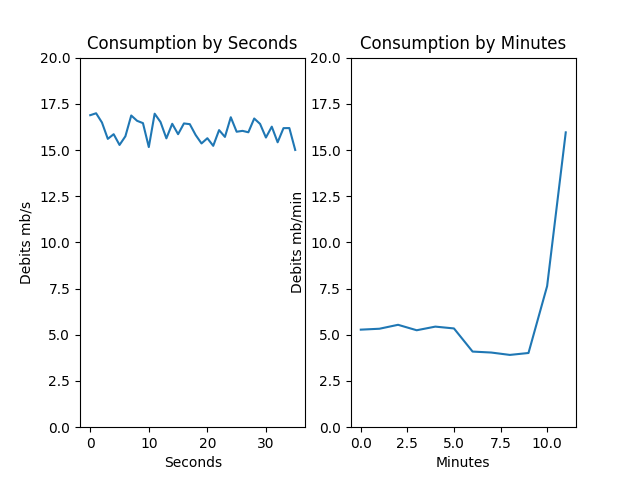 Consumption by Seconds
20.0
17.5
15.0
12.5
10.0
7.5
5.0
2.5
0.0
Debits mb/s
0 10 20 30
Seconds
Consumption by Minutes
20.0
17.5
15.0
12.5
10.0
7.5
5.0
2.5
0.0
Debits mb/min
0.0 2.5 5.0 7.5 10.0
Minutes